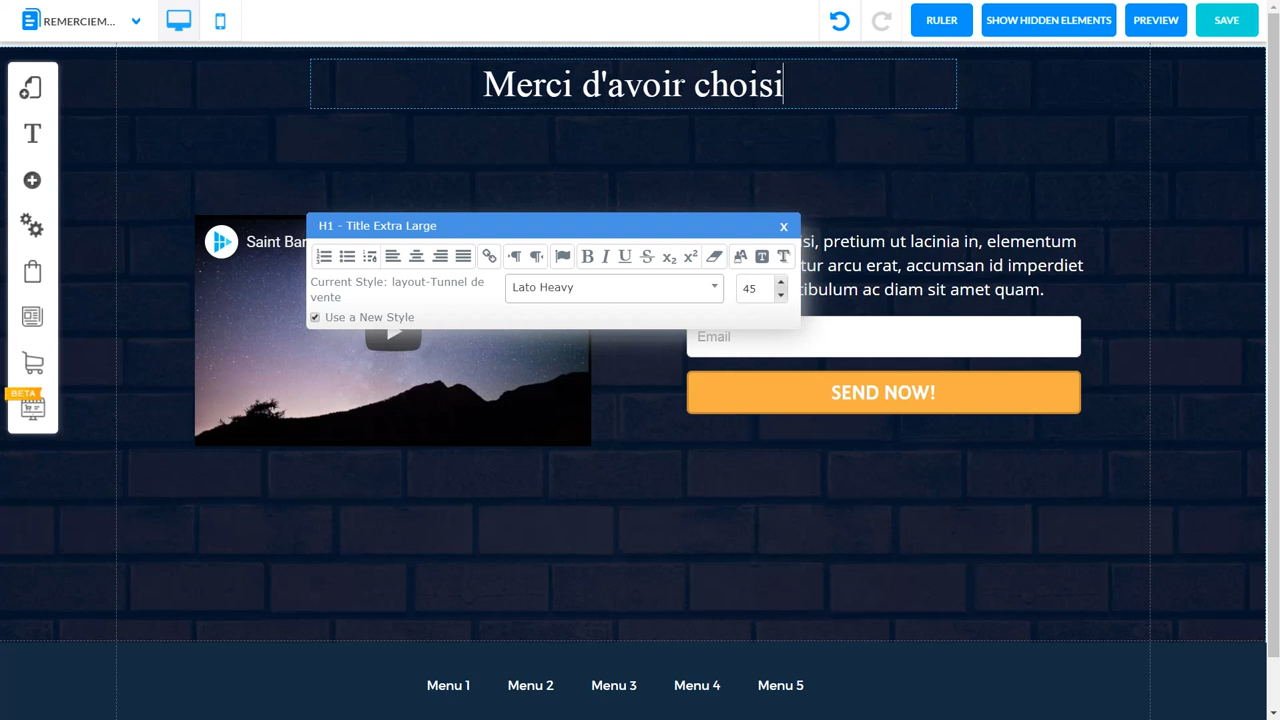 REMERCIEM...
RULER
SHOW HIDDEN ELEMENTS
PREVIEW
SAVE
Merci d'avoir choisi
H1 - Title Extra Large
x
Current Style: layout-Tunnel de
vente
Lato Heavy
45
Use a New Style
Saint Bar
isi, pretium ut lacinia in, elementum
tur arcu erat, accumsan id imperdiet
tibulum ac diam sit amet quam.
Email
SEND NOW!
BETA
Menu 1
Menu 2
Menu 3
Menu 4
Menu 5